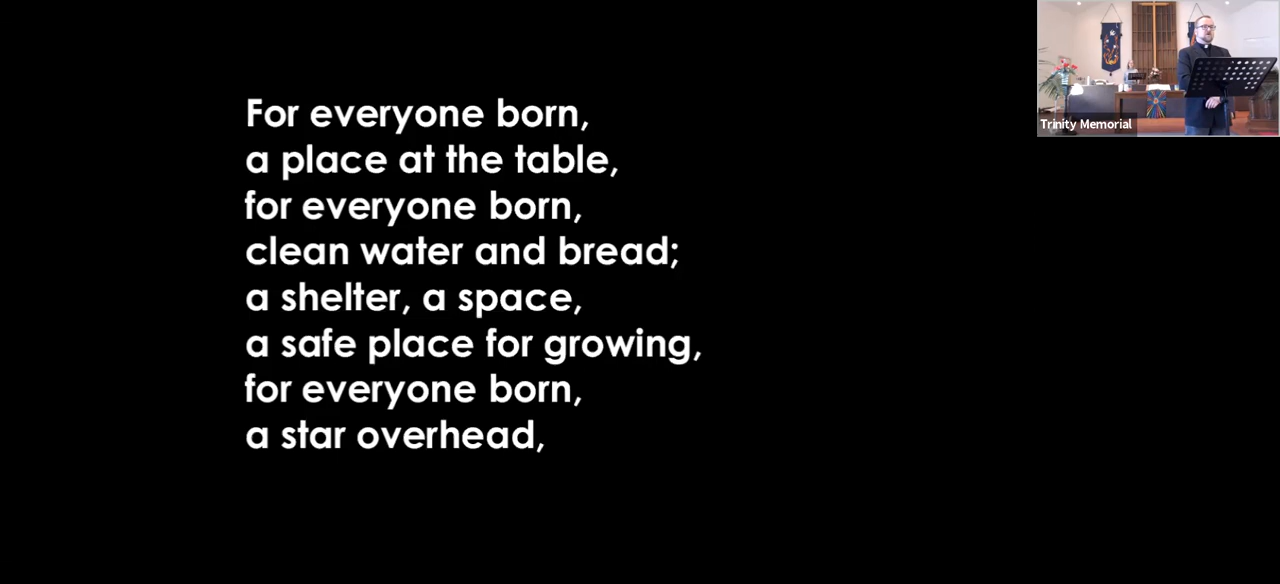 For everyone born,
a place at the table,
for everyone born,
clean water and bread;
a shelter, a space,
a safe place for growing,
for everyone born,
a star overhead,
Trinity Memorial